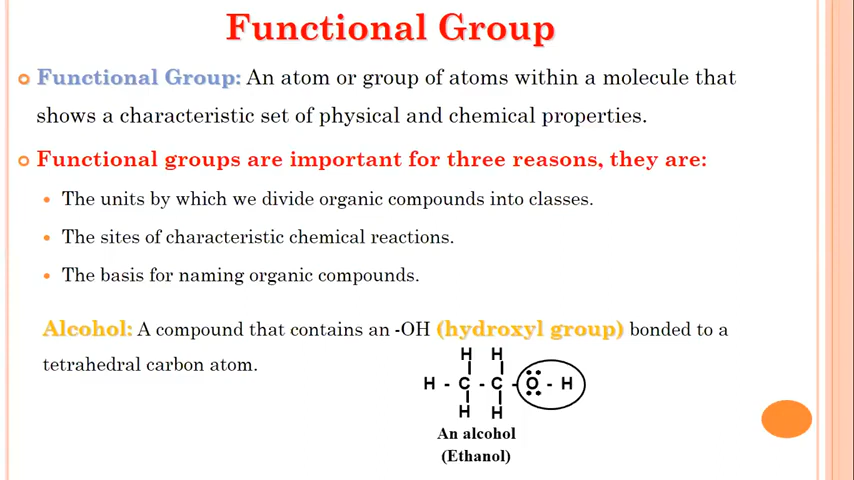 Functional Group
Functional Group: An atom or group of atoms within a molecule that
shows a characteristic set of physical and chemical properties.
Functional groups are important for three reasons, they are:
The units by which we divide organic compounds into classes.
The sites of characteristic chemical reactions.
The basis for naming organic compounds.
Alcohol: A compound that contains an -OH (hydroxyl group) bonded to a
tetrahedral carbon atom.
H H
H - C - C - O - H
H H
An alcohol
(Ethanol)